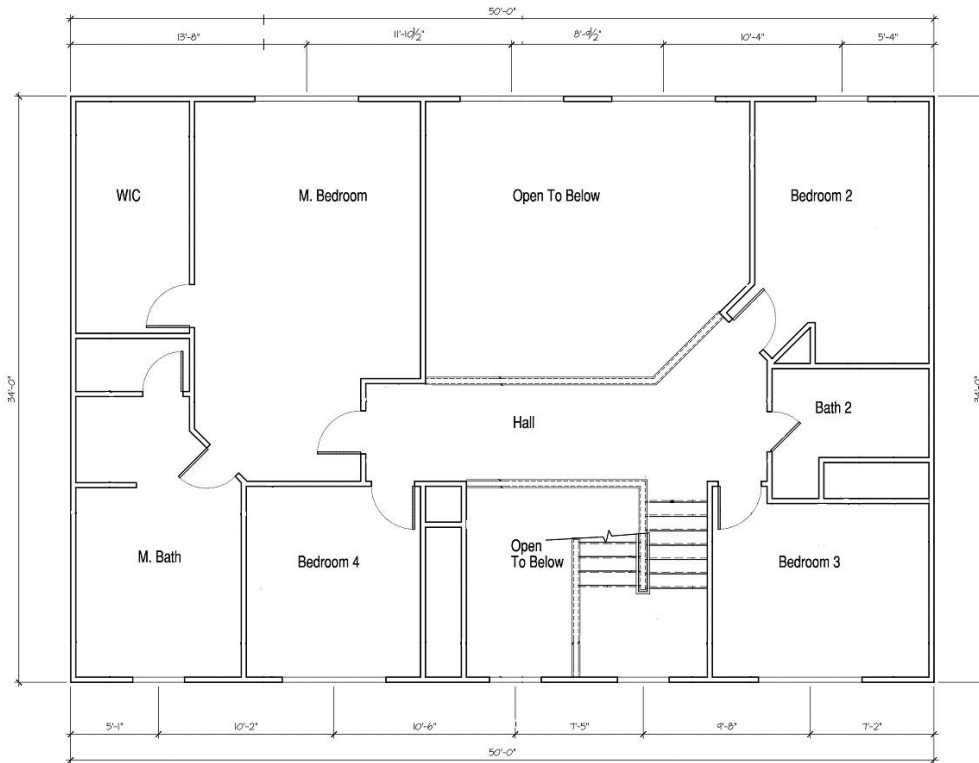 50'-0"
13'-8" 11'-10½" 8'-9½" 10'-4" 5'-4"
34'-0"
34'-0"
WIC
M. Bedroom
Open To Below
Bedroom 2
Hall
Bath 2
M. Bath
Bedroom 4
Open
To Below
Bedroom 3
5'-1" 10'-2" 10'-6" 7'-5" 9'-8" 7'-2"
50'-0"